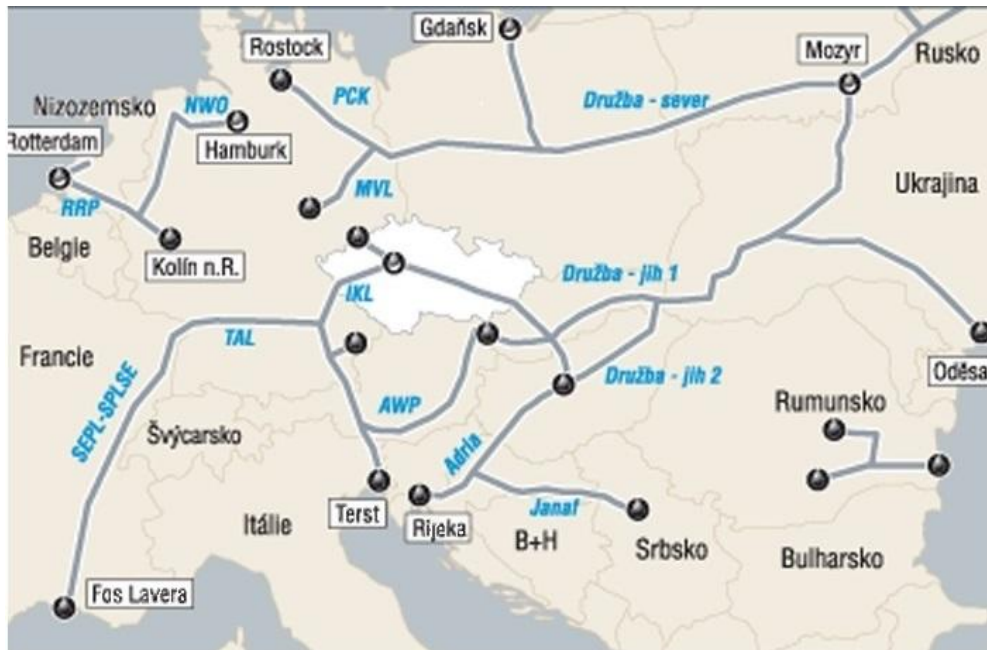 Gdaňsk
Rostock
Mozyr
Rusko
PCK
Družba - sever
Nizozemsko
NWO
Rotterdam
Hamburk
MVL
Ukrajina
RRP
Belgie
Kolín n.R.
Družba - jih 1
IKL
TAL
Francie
Oděsa
Družba - jih 2
SEPL-SPLSE
AWP
Rumunsko
Švýcarsko
Adria
Terst
Rijeka
Janaf
Itálie
B+H
Srbsko
Bulharsko
Fos Lavera